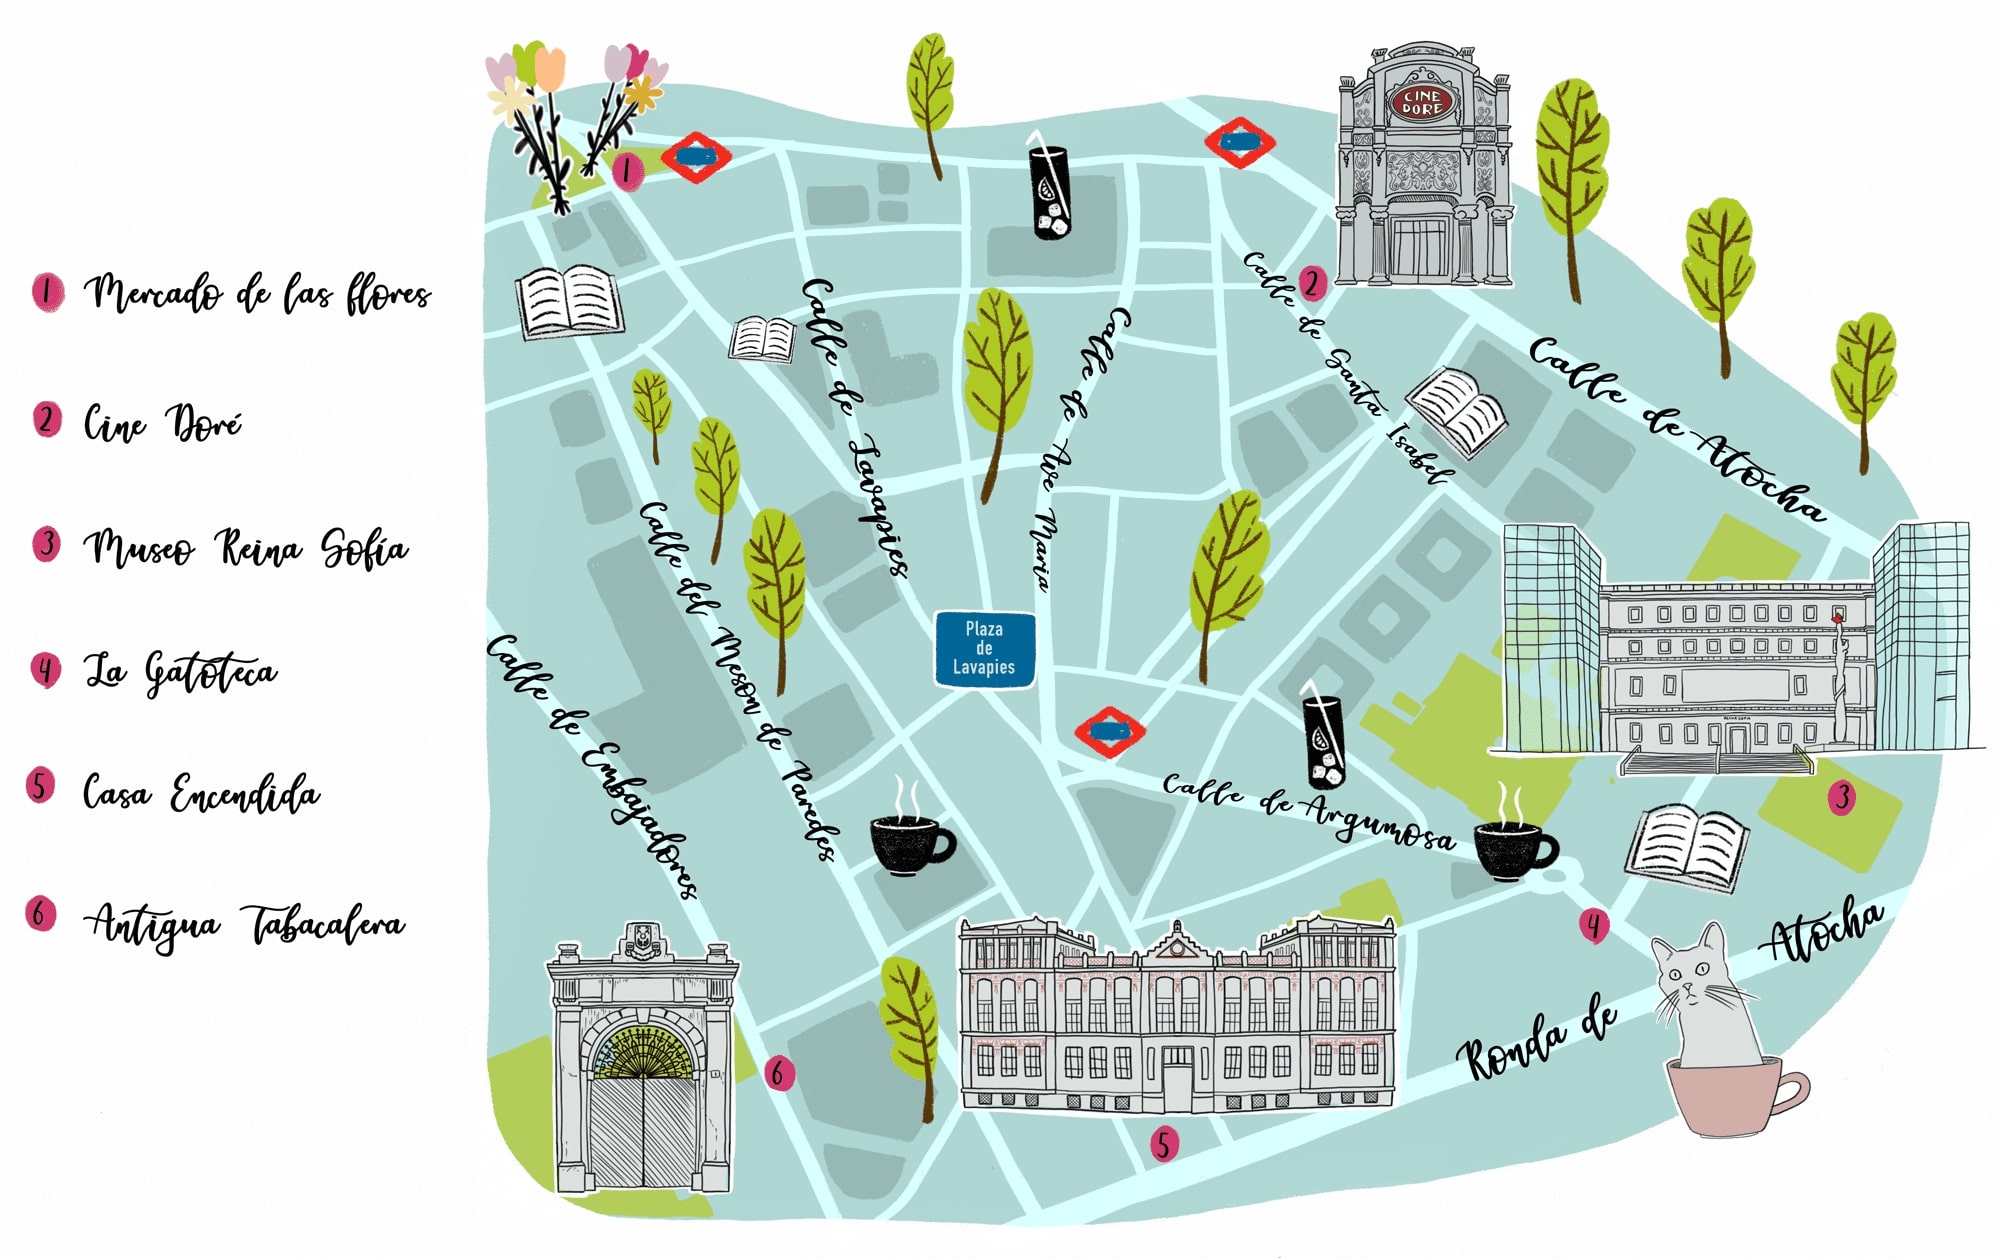 1 Mercado de las flores
2 Cine Doré
3 Museo Reina Sofía
4 La Gatoteca
5 Casa Encendida
6 Antigua Tabacalera
1
CINE
DORE
2
Calle de Lavapies
Calle de Ave Maria
Calle de Santa Isabel
Calle de Atocha
Calle del Meson de Paredes
Calle de Embajadores
Plaza
de
Lavapies
REINA SOFIA
3
Calle de Argumosa
4
Ronda de Atocha
5
6